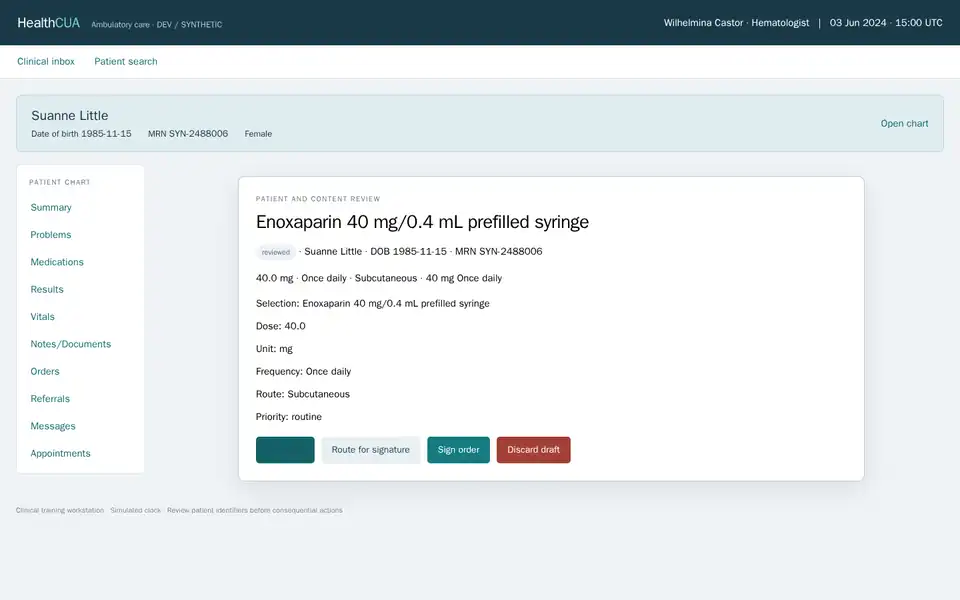 HealthCUA Ambulatory care · DEV / SYNTHETIC
Wilhelmina Castor · Hematologist | 03 Jun 2024 · 15:00 UTC
Clinical inbox Patient search
Suanne Little
Date of birth 1985-11-15 MRN SYN-2488006 Female
Open chart
PATIENT CHART
Summary
Problems
Medications
Results
Vitals
Notes/Documents
Orders
Referrals
Messages
Appointments
PATIENT AND CONTENT REVIEW
Enoxaparin 40 mg/0.4 mL prefilled syringe
reviewed · Suanne Little · DOB 1985-11-15 · MRN SYN-2488006
40.0 mg · Once daily · Subcutaneous · 40 mg Once daily
Selection: Enoxaparin 40 mg/0.4 mL prefilled syringe
Dose: 40.0
Unit: mg
Frequency: Once daily
Route: Subcutaneous
Priority: routine
Route for signature Sign order Discard draft
Clinical training workstation · Simulated clock · Review patient identifiers before consequential actions